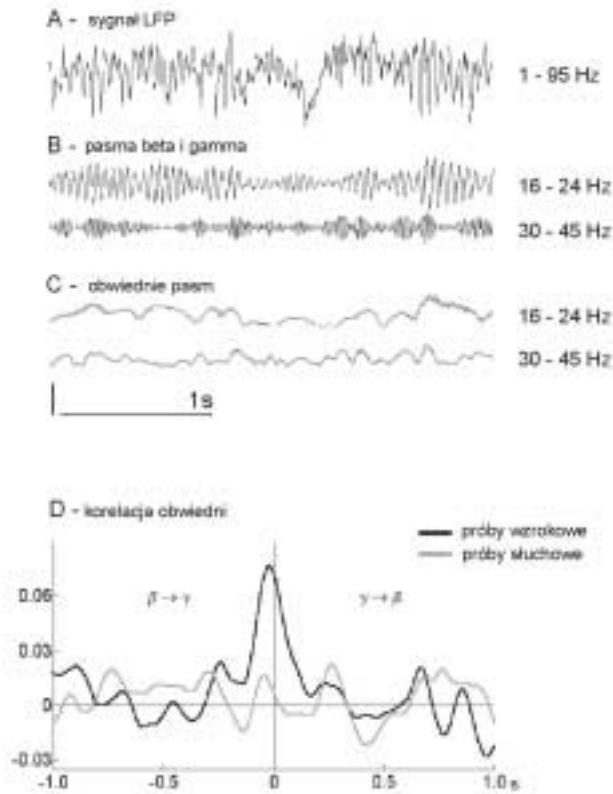 A - sygnał LFP
1 - 95 Hz
B - pasma beta i gamma
16 - 24 Hz
30 - 45 Hz
C - obwiednie pasm
16 - 24 Hz
30 - 45 Hz
1s
D - korelacja obwiedni
próby wzrokowe
próby słuchowe
β → γ
γ → β
0.06
0.03
0
-0.03
-1.0
-0.5
0
0.5
1.0 s